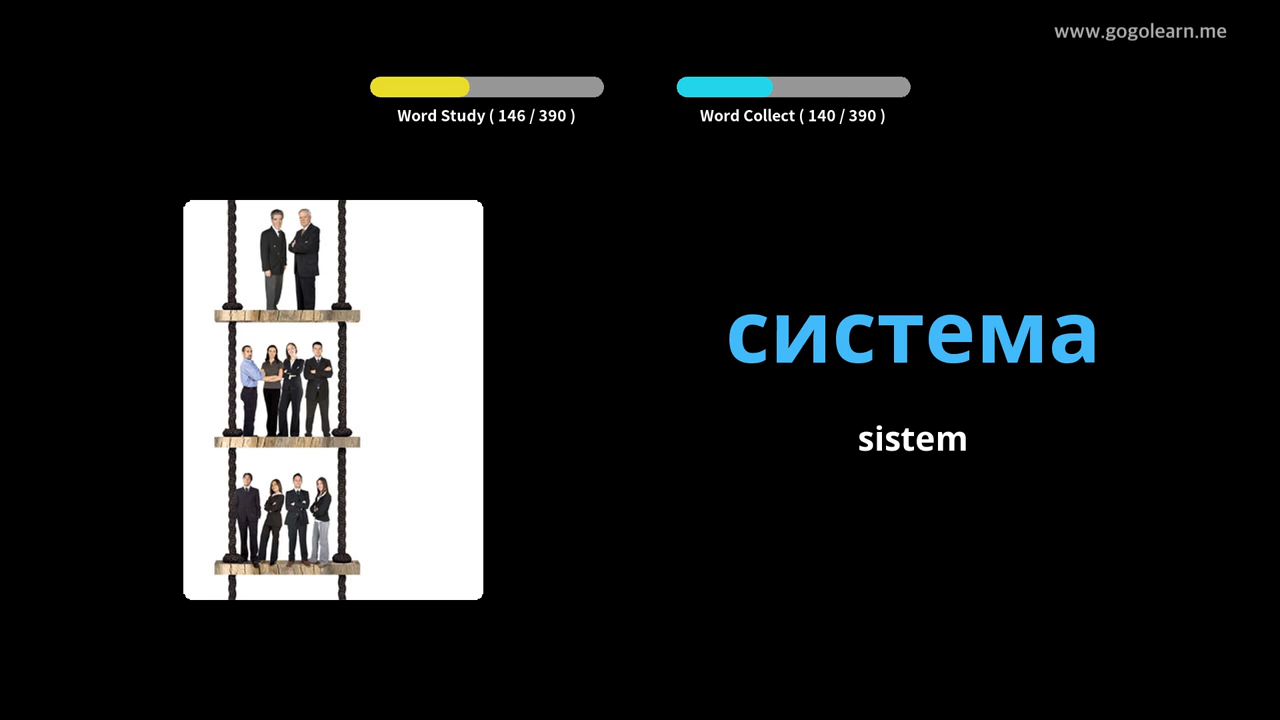 www.gogolearn.me
Word Study ( 146 / 390 )
Word Collect ( 140 / 390 )
система
sistem